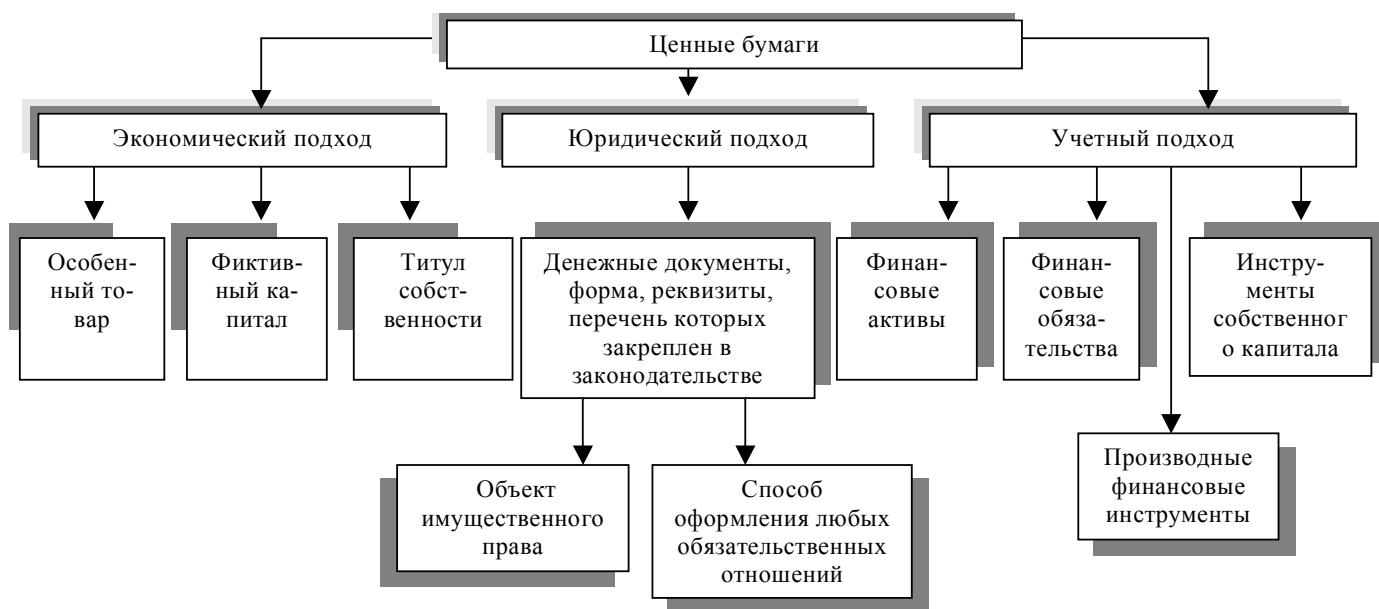 Ценные бумаги
Экономический подход
Юридический подход
Учетный подход
Особен-
ный то-
вар
Фиктив-
ный ка-
питал
Титул
собст-
венности
Денежные документы,
форма, реквизиты,
перечень которых
закреплен в
законодательстве
Финан-
совые
активы
Финан-
совые
обяза-
тельства
Инстру-
менты
собственног
о капитала
Объект
имущественного
права
Способ
оформления любых
обязательственных
отношений
Производные
финансовые
инструменты